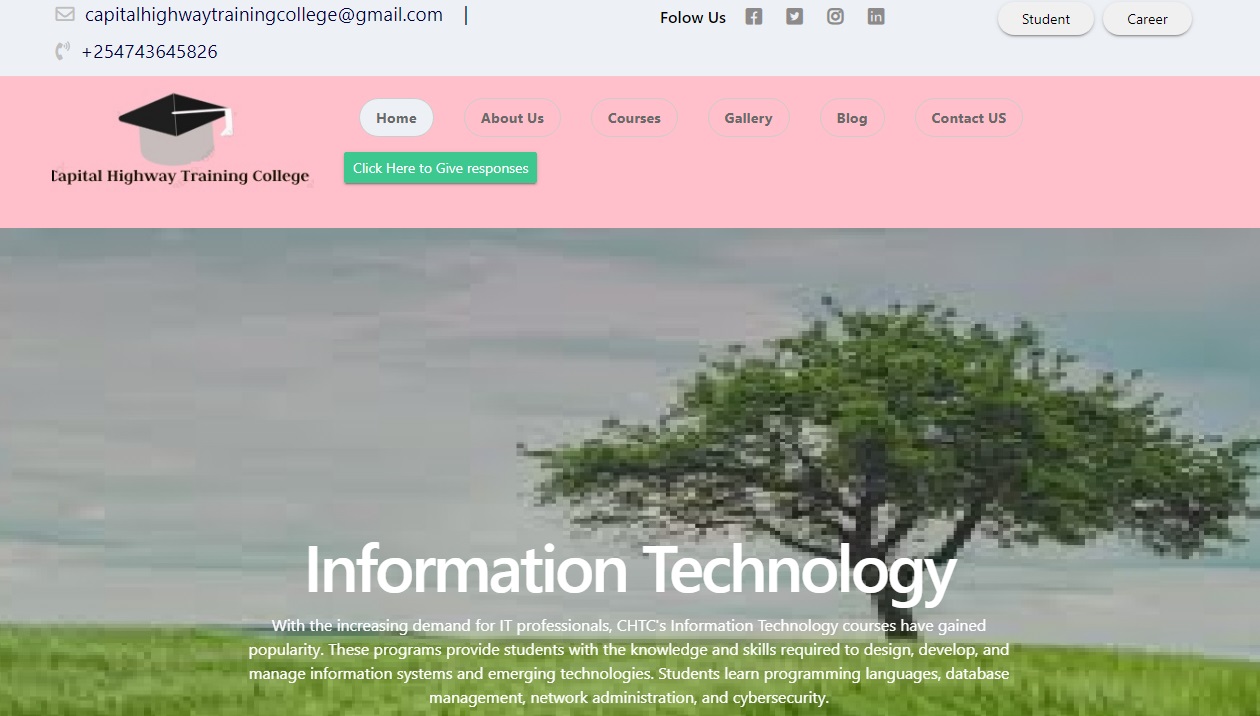 capitalhighwaytrainingcollege@gmail.com |
Folow Us
Student
Career
+254743645826
Capital Highway Training College
Home
About Us
Courses
Gallery
Blog
Contact US
Click Here to Give responses
Information Technology
With the increasing demand for IT professionals, CHTC's Information Technology courses have gained
popularity. These programs provide students with the knowledge and skills required to design, develop, and
manage information systems and emerging technologies. Students learn programming languages, database
management, network administration, and cybersecurity.